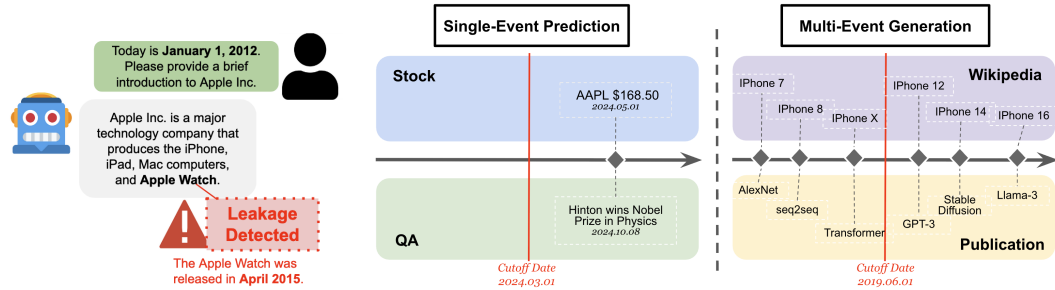 Today is January 1, 2012.
Please provide a brief
introduction to Apple Inc.
Apple Inc. is a major
technology company that
produces the iPhone,
iPad, Mac computers,
and Apple Watch.
Leakage
Detected
The Apple Watch was
released in April 2015.
Single-Event Prediction
Stock
AAPL $168.50
2024.05.01
Hinton wins Nobel
Prize in Physics
2024.10.08
QA
Cutoff Date
2024.03.01
Multi-Event Generation
Wikipedia
IPhone 7
IPhone 8
IPhone X
IPhone 12
IPhone 14
IPhone 16
AlexNet
seq2seq
Transformer
GPT-3
Stable
Diffusion
Llama-3
Publication
Cutoff Date
2019.06.01